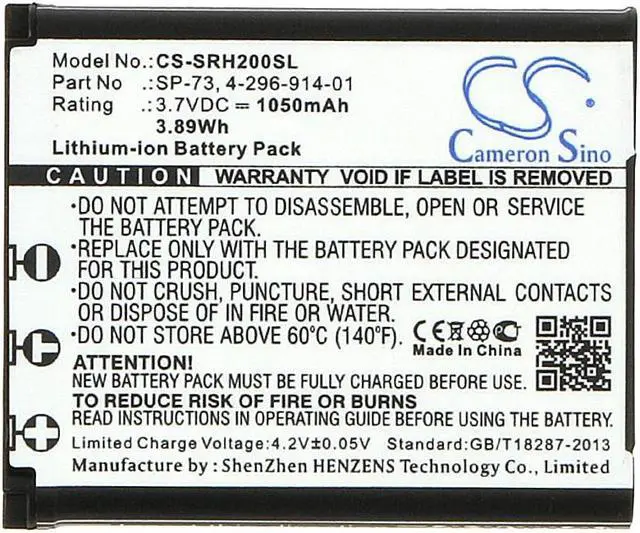 Model No.: CS-SRH200SL
Part No : SP-73, 4-296-914-01
Rating : 3.7VDC = 1050mAh
3.89Wh
Lithium-ion Battery Pack
CS
Cameron Sino
CAUTION WARRANTY VOID IF LABEL IS REMOVED
•DO NOT ATTEMPT TO DISASSEMBLE, OPEN OR SERVICE
THE BATTERY PACK.
•REPLACE ONLY WITH THE BATTERY PACK DESIGNATED
FOR THIS PRODUCT.
•DO NOT CRUSH, PUNCTURE, SHORT EXTERNAL CONTACTS
OR DISPOSE OF IN FIRE OR WATER.
•DO NOT STORE ABOVE 60°C (140°F).
CE
Made In China
ATTENTION!
NEW BATTERY PACK MUST BE FULLY CHARGED BEFORE USE.
TO REDUCE RISK OF FIRE OR BURNS
READ INSTRUCTIONS IN OPERATING GUIDE BEFORE USING THE BATTERY.
Limited Charge Voltage:4.2V±0.05V Standard:GB/T18287-2013
Manufacture by : ShenZhen HENZENS Technology Co., Limited